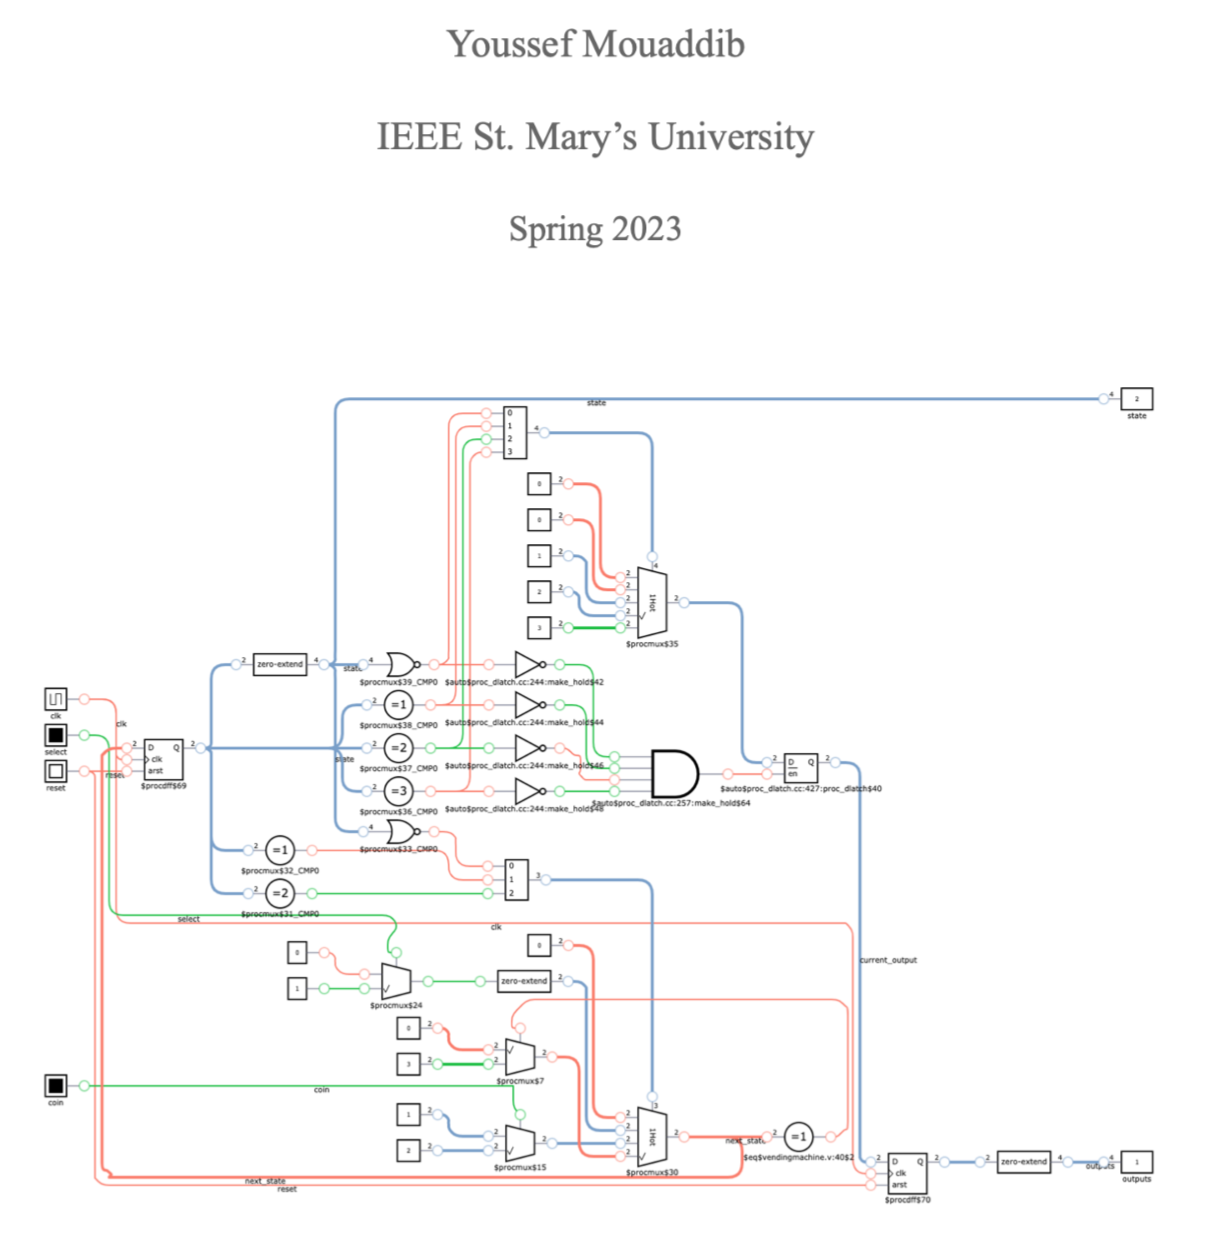 Youssef Mouaddib
IEEE St. Mary's University
Spring 2023
state
4
2
state
0
1
2
3
4
2
0
2
0
2
1
2
2
2
3
2
4
2
2
2
2
2
1Hot
2
$procmux$35
2
zero-extend
4
state
4
$procmux$39_CMP0
$auto$proc_dlatch.cc:244:make_hold$42
2
=1
$procmux$38_CMP0
$auto$proc_dlatch.cc:244:make_hold$44
2
=2
$procmux$37_CMP0
$auto$proc_dlatch.cc:244:make_hold$46
state
2
=3
$procmux$36_CMP0
$auto$proc_dlatch.cc:244:make_hold$48
$auto$proc_dlatch.cc:257:make_hold$64
2
D
Q
en
2
$auto$proc_dlatch.cc:427:proc_dlatch$40
clk
clk
select
reset
reset
2
D
Q
clk
arst
2
$procdff$69
4
$procmux$33_CMP0
2
=1
$procmux$32_CMP0
2
=2
$procmux$31_CMP0
0
1
2
3
select
clk
current_output
0
1
$procmux$24
zero-extend
2
0
2
0
2
3
2
2
2
2
$procmux$7
coin
coin
1
2
2
2
2
2
2
$procmux$15
3
2
2
2
2
1Hot
2
$procmux$30
next_state
2
=1
$eq$vendingmachine.v:40$2
next_state
reset
2
D
Q
clk
arst
2
$procdff$70
2
zero-extend
4
outputs
4
1
outputs